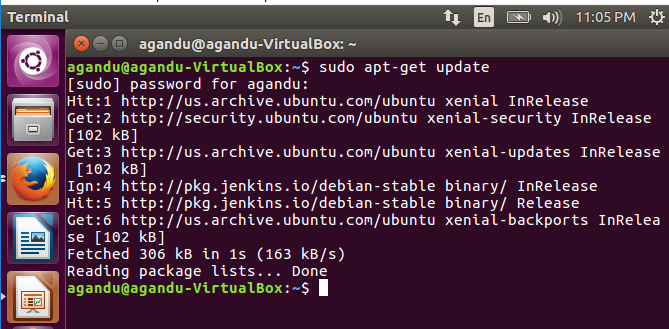 Terminal
En
11:05 PM
agandu@agandu-VirtualBox: ~
agandu@agandu-VirtualBox:~$ sudo apt-get update
[sudo] password for agandu:
Hit:1 http://us.archive.ubuntu.com/ubuntu xenial InRelease
Get:2 http://security.ubuntu.com/ubuntu xenial-security InRelease
[102 kB]
Get:3 http://us.archive.ubuntu.com/ubuntu xenial-updates InRelease
[102 kB]
Ign:4 http://pkg.jenkins.io/debian-stable binary/ InRelease
Hit:5 http://pkg.jenkins.io/debian-stable binary/ Release
Get:6 http://us.archive.ubuntu.com/ubuntu xenial-backports InRelea
se [102 kB]
Fetched 306 kB in 1s (163 kB/s)
Reading package lists... Done
agandu@agandu-VirtualBox:~$